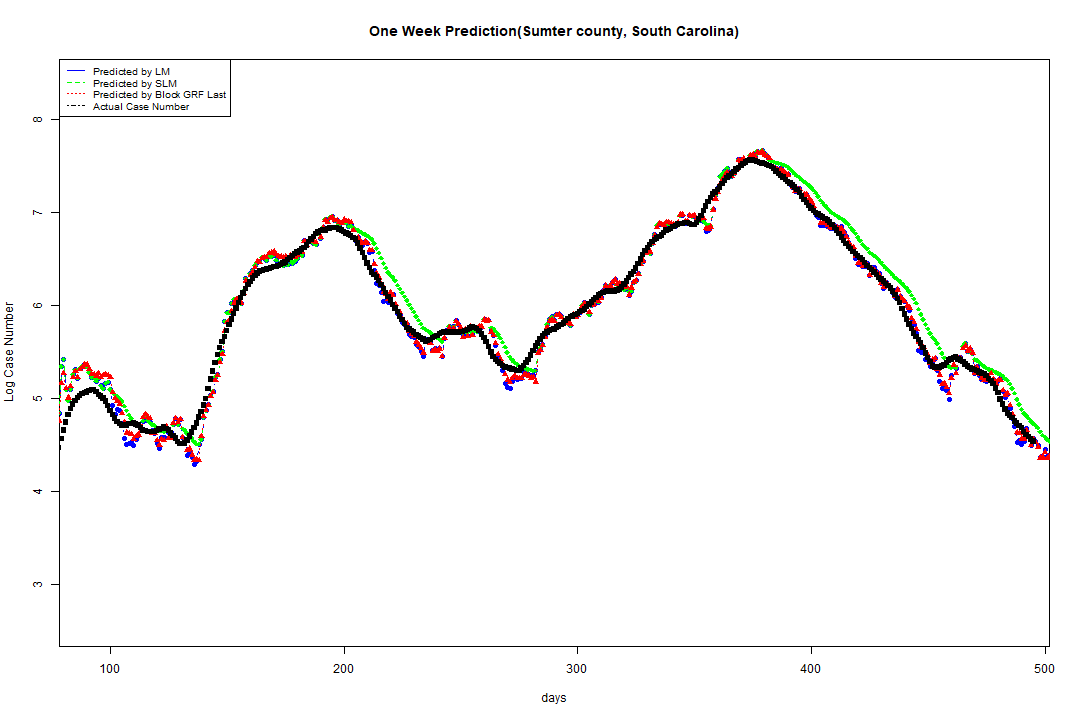 One Week Prediction(Sumter county, South Carolina)
Predicted by LM
Predicted by SLM
Predicted by Block GRF Last
Actual Case Number
8
7
6
5
4
3
Log Case Number
100 200 300 400 500
days